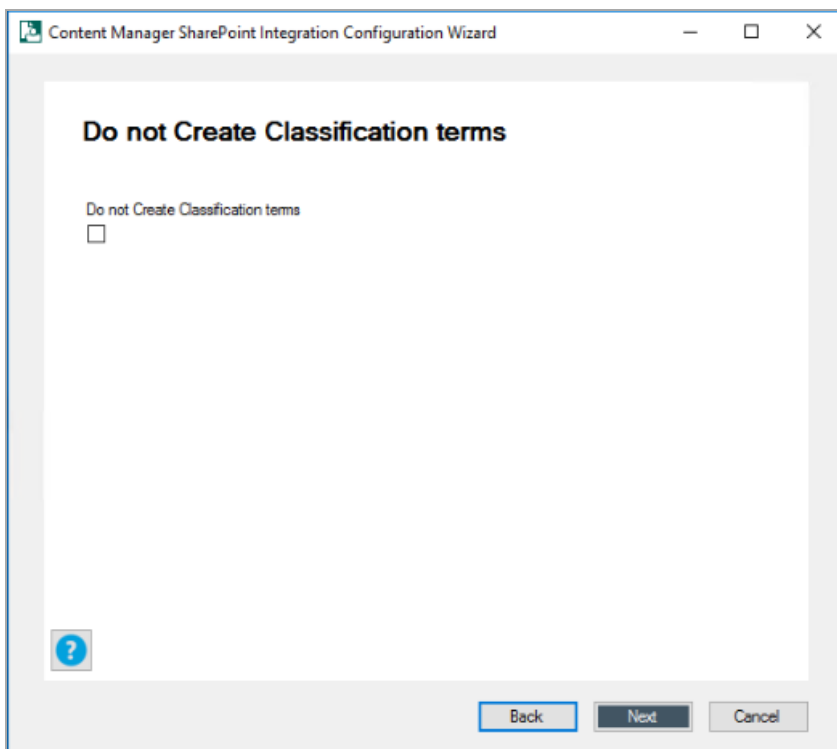 Content Manager SharePoint Integration Configuration Wizard
Do not Create Classification terms
Do not Create Classification terms
?
Back Next Cancel